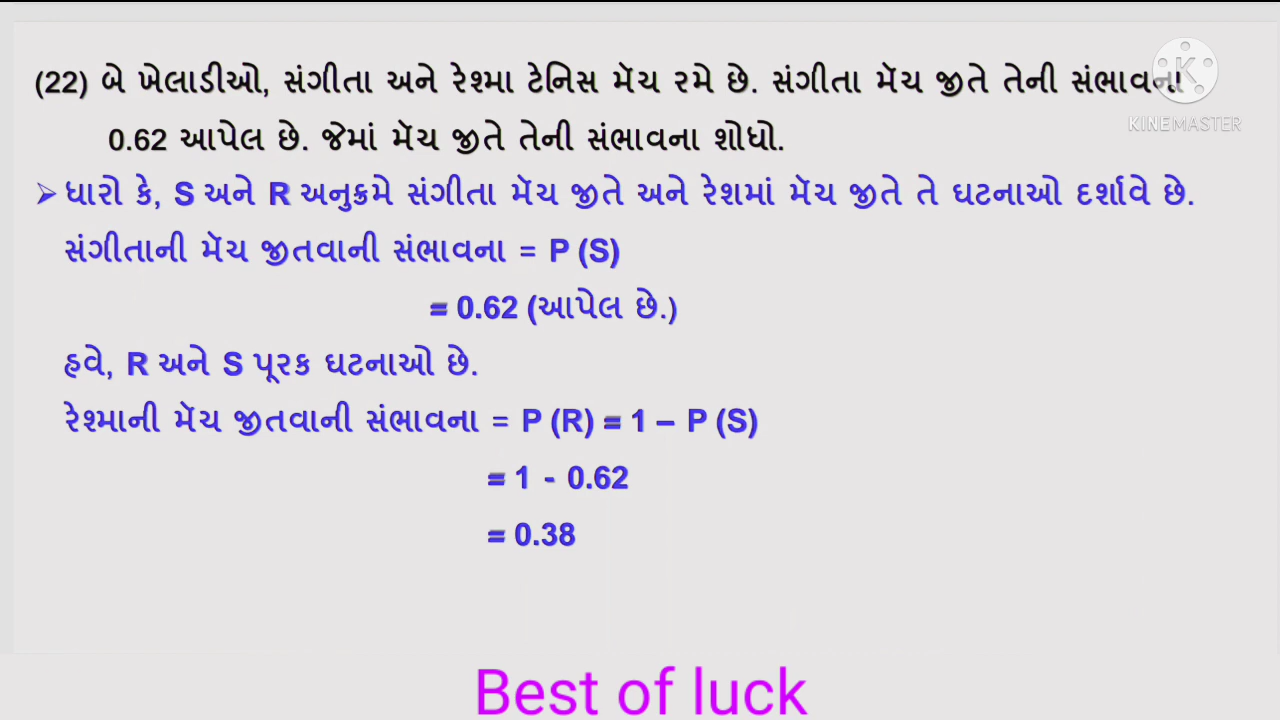 (22) બે ખેલાડીઓ, સંગીતા અને રેશ્મા ટેનિસ મૅચ રમે છે. સંગીતા મૅચ જીતે તેની સંભાવના
0.62 આપેલ છે. જેમાં મૅચ જીતે તેની સંભાવના શોધો.
➢ ધારો કે, S અને R અનુક્રમે સંગીતા મૅચ જીતે અને રેશમાં મૅચ જીતે તે ઘટનાઓ દર્શાવે છે.
સંગીતાની મૅચ જીતવાની સંભાવના = P (S)
= 0.62 (આપેલ છે.)
હવે, R અને S પૂરક ઘટનાઓ છે.
રેશ્માની મૅચ જીતવાની સંભાવના = P (R) = 1 – P (S)
= 1 - 0.62
= 0.38
Best of luck
K
KINEMASTER